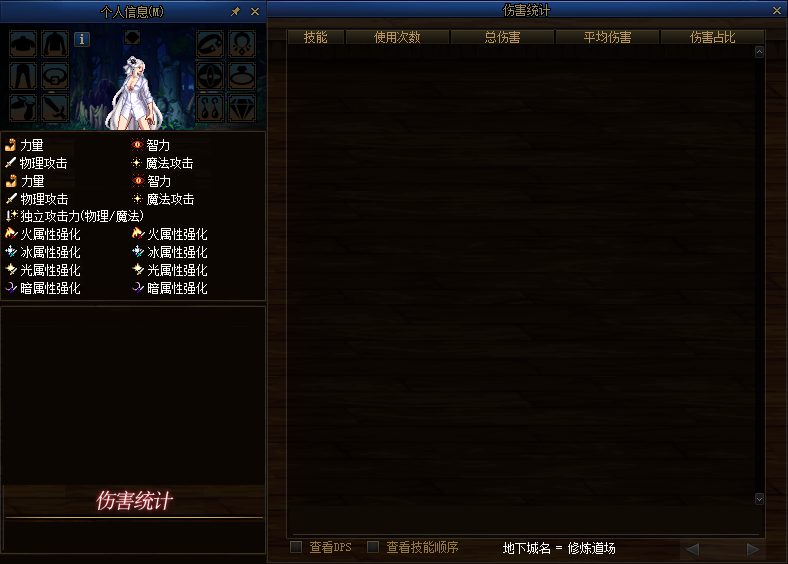 个人信息(M)
伤害统计
技能 使用次数 总伤害 平均伤害 伤害占比
力量 智力
物理攻击 魔法攻击
力量 智力
物理攻击 魔法攻击
独立攻击力(物理/魔法)
火属性强化 火属性强化
冰属性强化 冰属性强化
光属性强化 光属性强化
暗属性强化 暗属性强化
伤害统计
查看DPS 查看技能顺序 地下城名 = 修炼道场